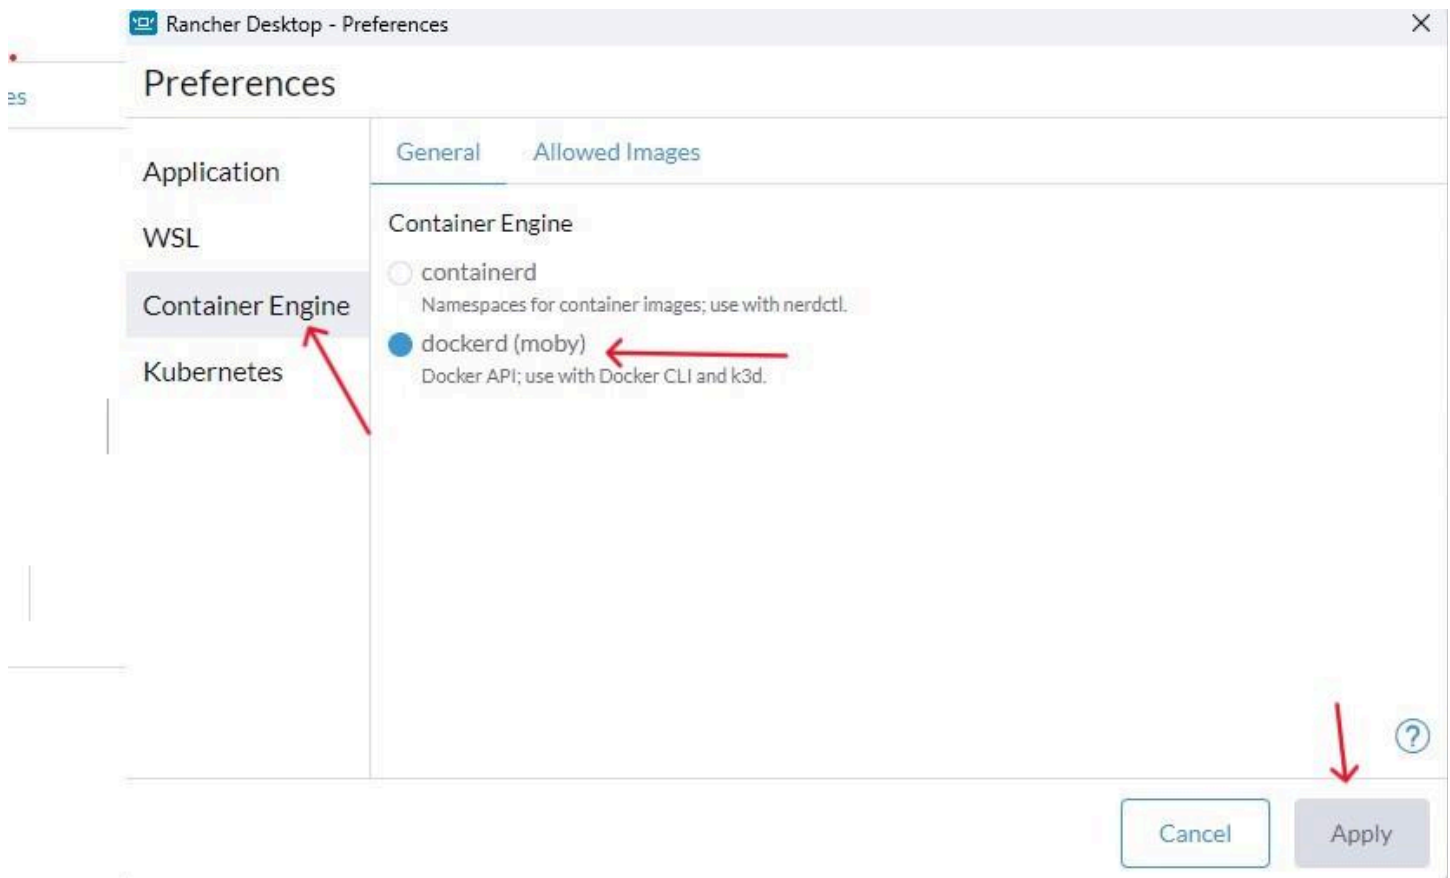 Rancher Desktop - Preferences
Preferences
es
Application
WSL
Container Engine
Kubernetes
General
Allowed Images
Container Engine
containerd
Namespaces for container images; use with nerdctl.
dockerd (moby)
Docker API; use with Docker CLI and k3d.
?
Cancel
Apply